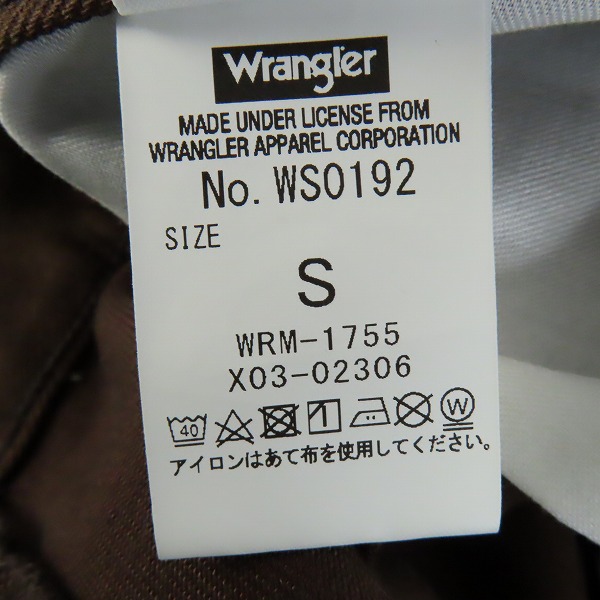 Wrangler
MADE UNDER LICENSE FROM
WRANGLER APPAREL CORPORATION
No. WS0192
SIZE
S
WRM-1755
X03-02306
40 W
アイロンはあて布を使用してください。